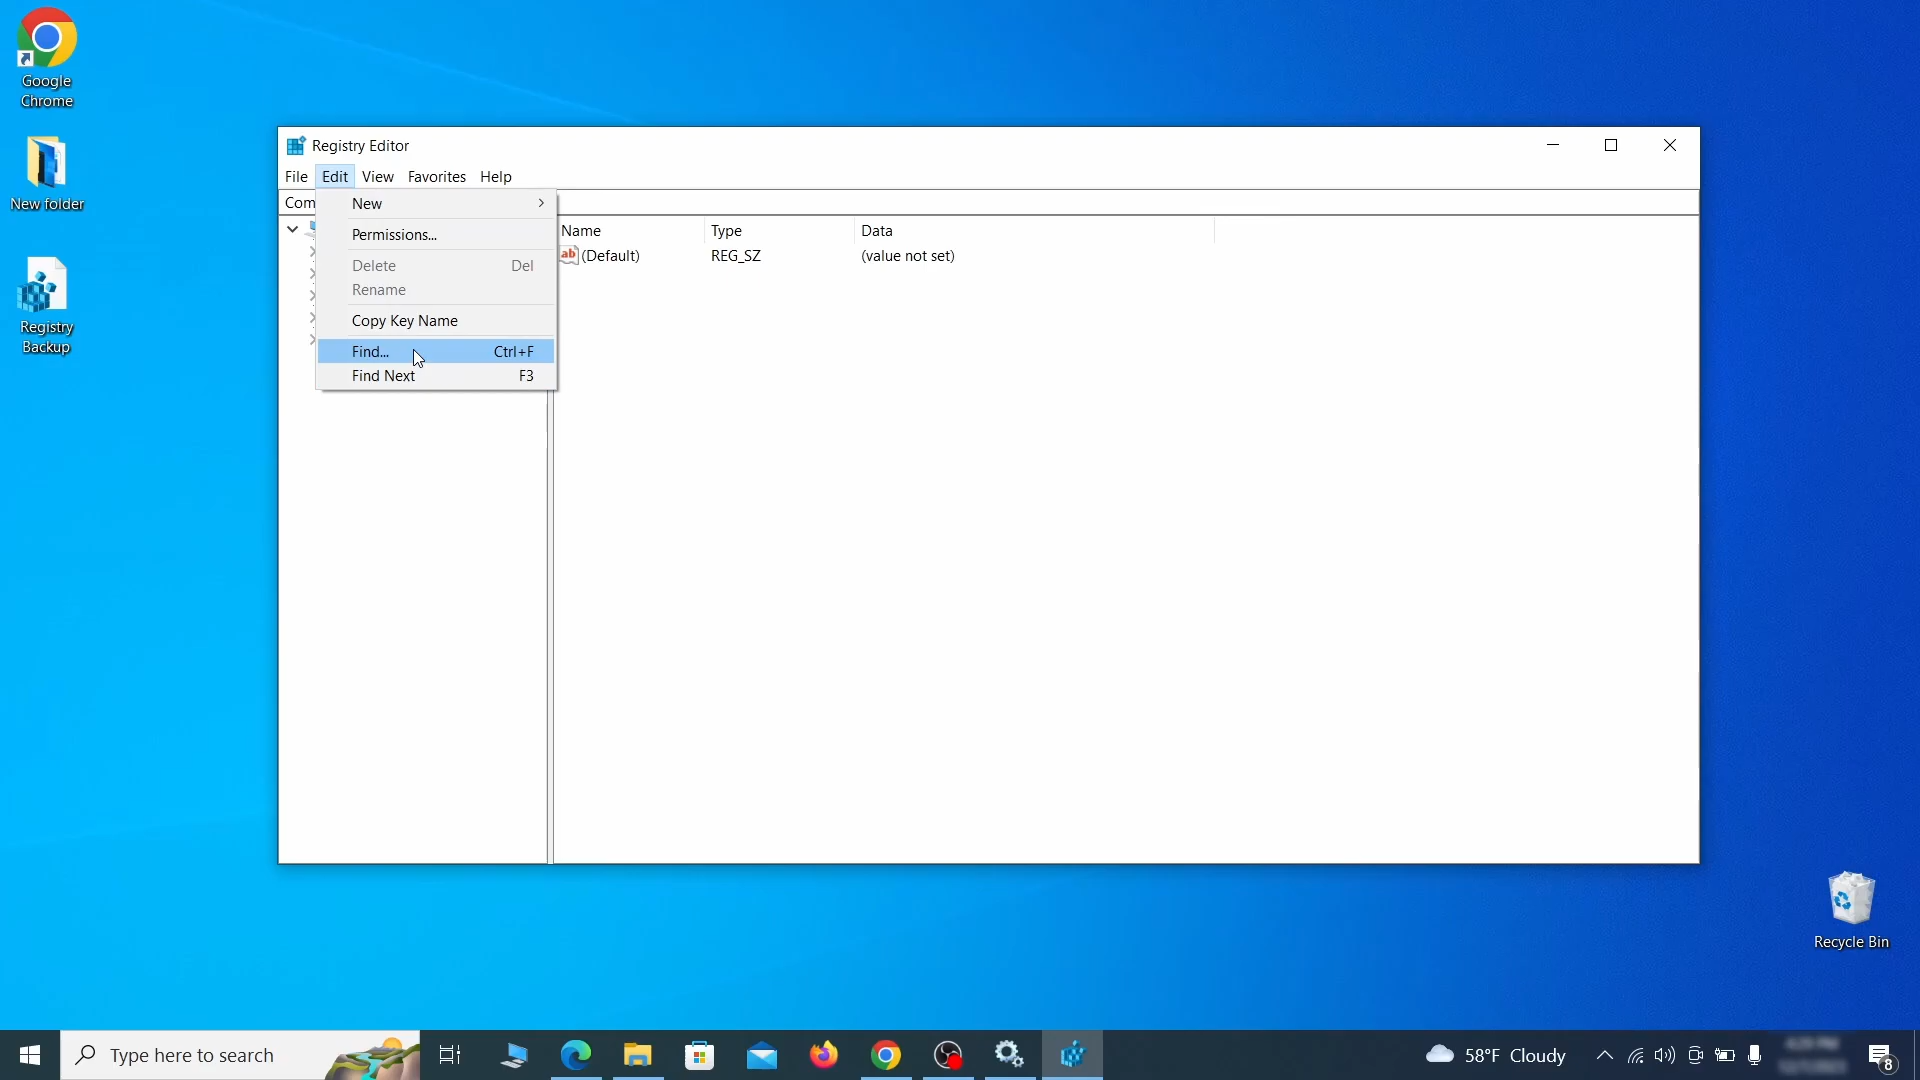 Google
Chrome
New folder
Registry
Backup
Registry Editor
File Edit View Favorites Help
Com
New
Permissions...
Delete Del
Rename
Copy Key Name
Find... Ctrl+F
Find Next F3
Name Type Data
ab (Default) REG_SZ (value not set)
Recycle Bin
Type here to search
58°F Cloudy
8